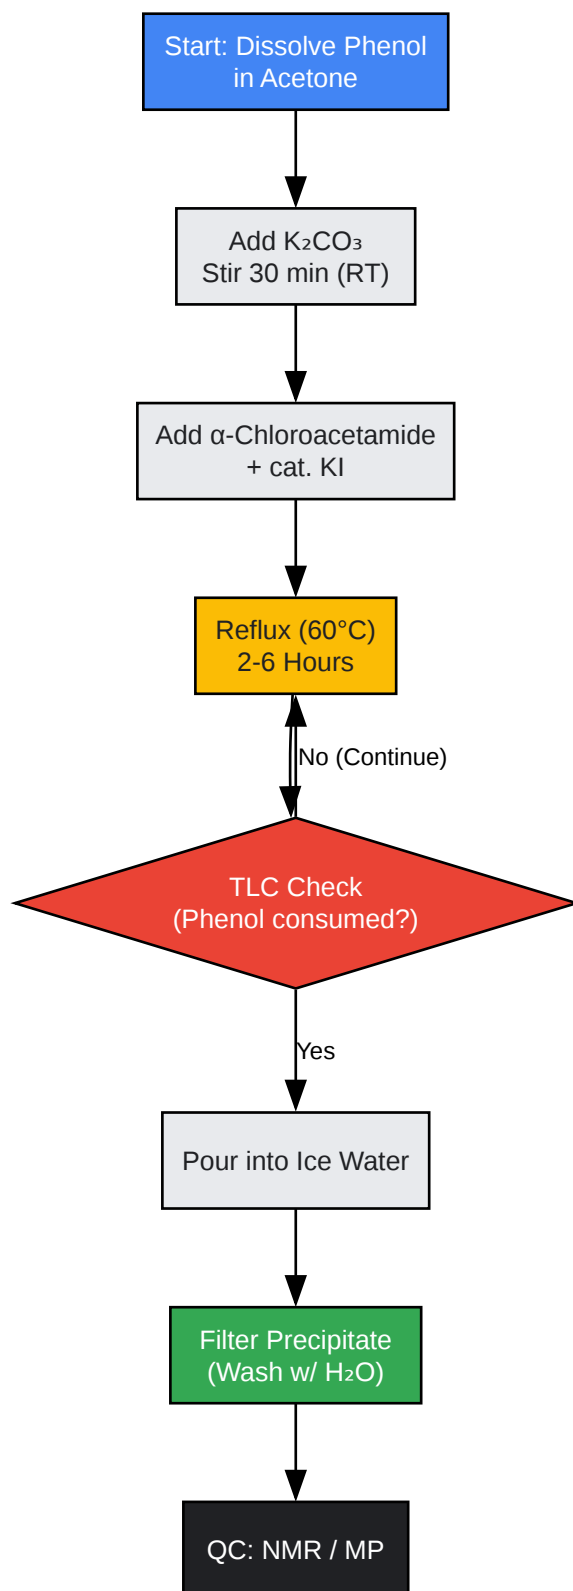 Start: Dissolve Phenol
in Acetone
Add K₂CO₃
Stir 30 min (RT)
Add α-Chloroacetamide
+ cat. KI
Reflux (60°C)
2-6 Hours
No (Continue)
TLC Check
(Phenol consumed?)
Yes
Pour into Ice Water
Filter Precipitate
(Wash w/ H₂O)
QC: NMR / MP